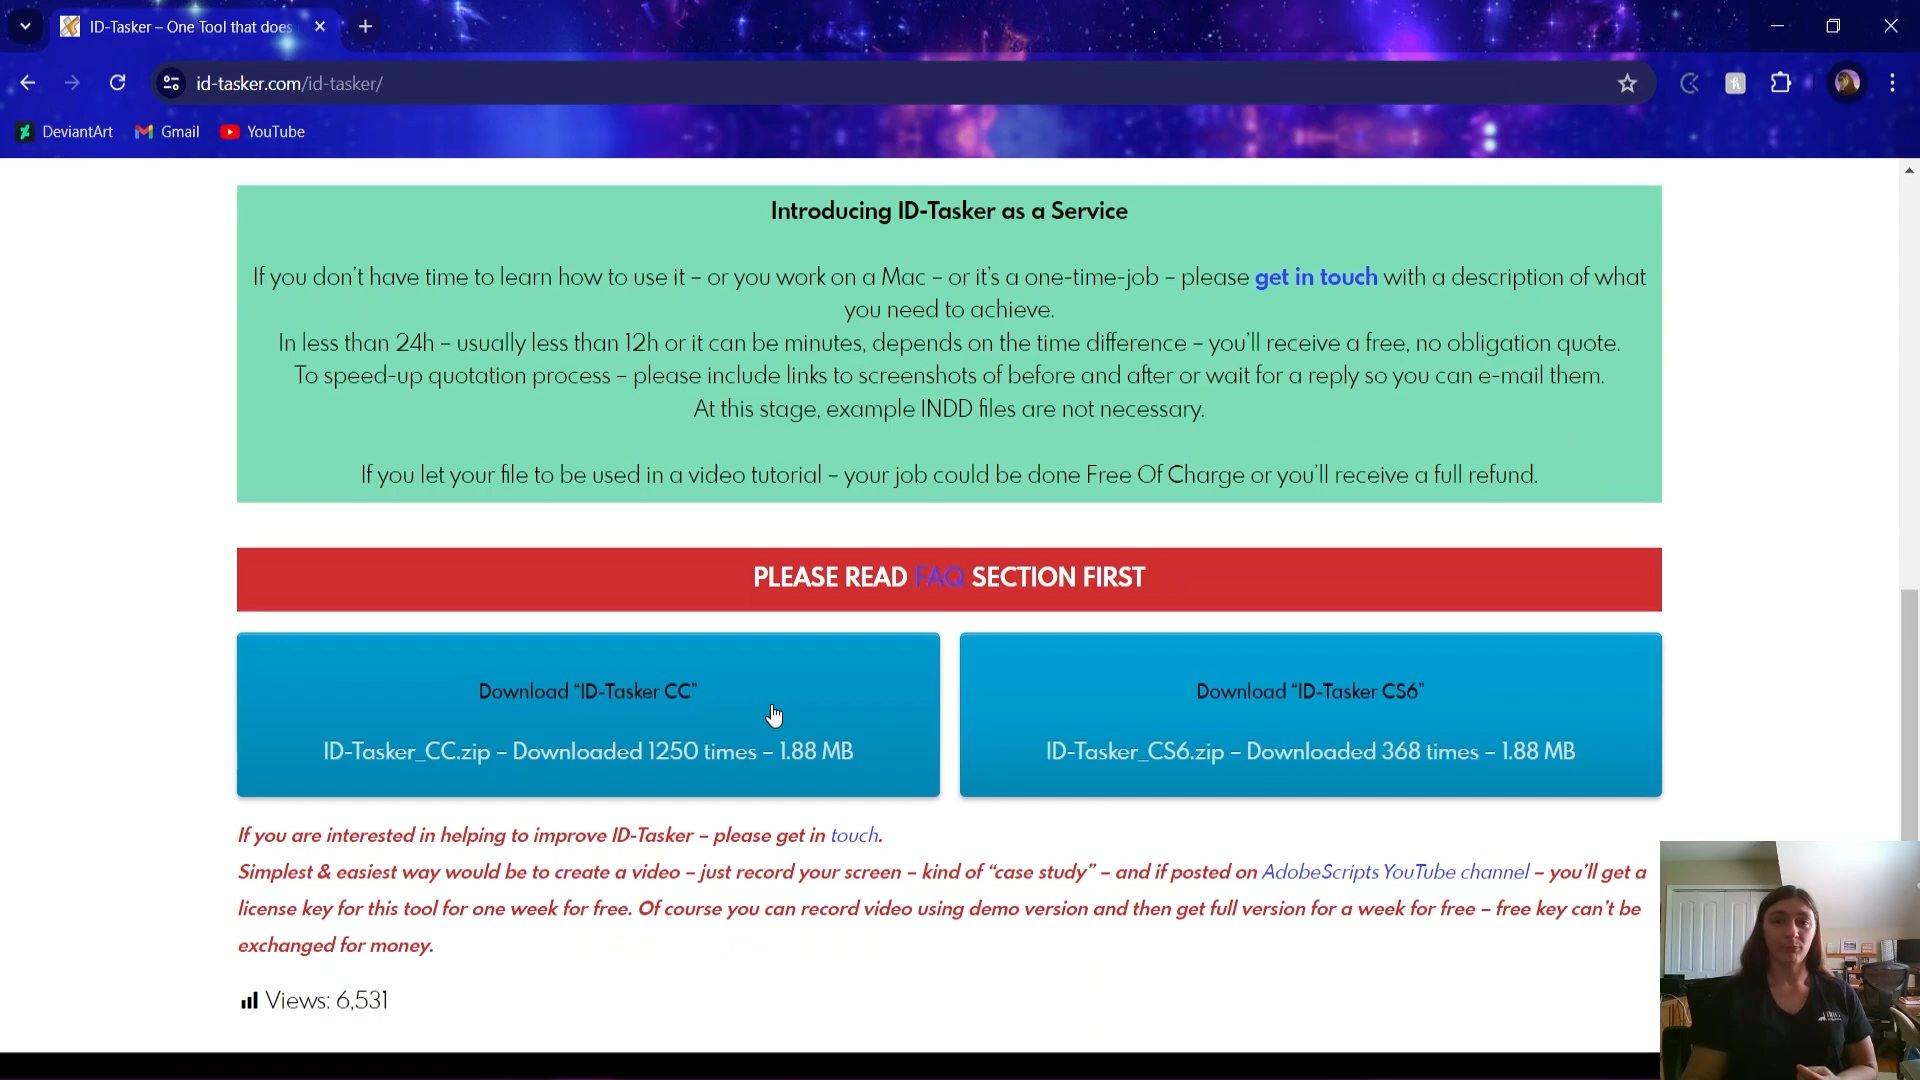 ID-Tasker – One Tool that does
id-tasker.com/id-tasker/
DeviantArt Gmail YouTube
Introducing ID-Tasker as a Service
If you don't have time to learn how to use it – or you work on a Mac – or it's a one-time-job – please get in touch with a description of what
you need to achieve.
In less than 24h – usually less than 12h or it can be minutes, depends on the time difference – you'll receive a free, no obligation quote.
To speed-up quotation process – please include links to screenshots of before and after or wait for a reply so you can e-mail them.
At this stage, example INDD files are not necessary.
If you let your file to be used in a video tutorial – your job could be done Free Of Charge or you'll receive a full refund.
PLEASE READ FAQ SECTION FIRST
Download “ID-Tasker CC”
ID-Tasker_CC.zip – Downloaded 1250 times – 1.88 MB
Download “ID-Tasker CS6”
ID-Tasker_CS6.zip – Downloaded 368 times – 1.88 MB
If you are interested in helping to improve ID-Tasker – please get in touch.
Simplest & easiest way would be to create a video – just record your screen – kind of “case study” – and if posted on AdobeScripts YouTube channel – you'll get a
license key for this tool for one week for free. Of course you can record video using demo version and then get full version for a week for free – free key can't be
exchanged for money.
Views: 6,531